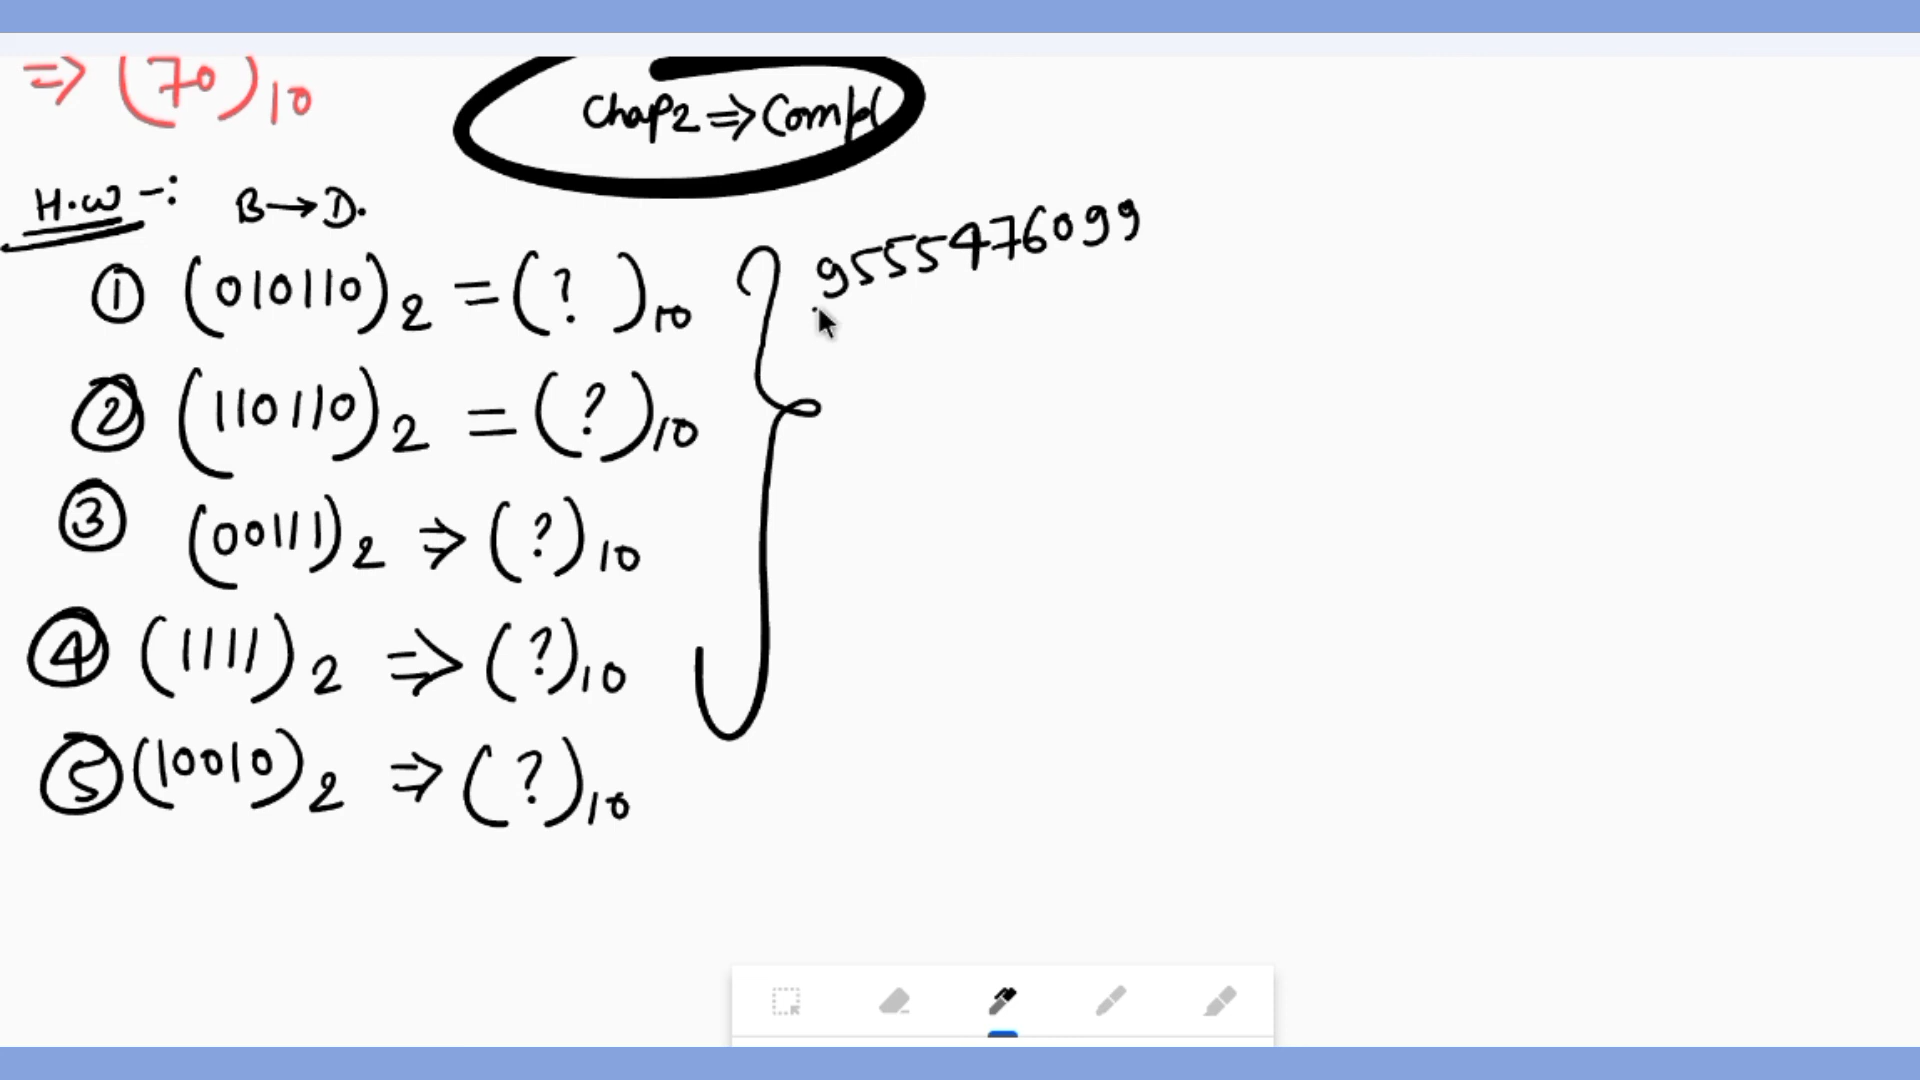 => (70)10
Chap2 => Compl
H.W -: B→D.
9555476099
① (010110)2 = (? )10
② (110110)2 = (?)10
③ (00111)2 => (?)10
④ (1111)2 => (?)10
⑤ (10010)2 => (?)10